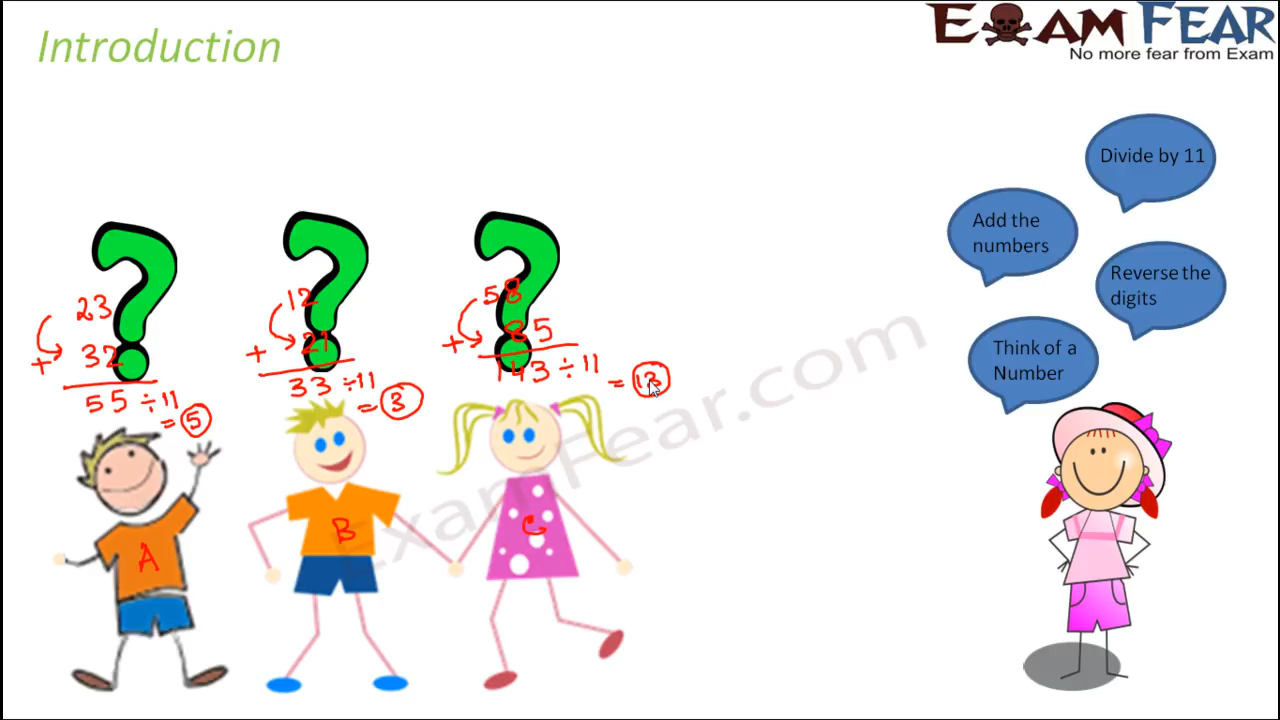 Introduction
EXAM FEAR
No more fear from Exam
Divide by 11
Add the
numbers
Reverse the
digits
Think of a
Number
23
+ 32
55 ÷ 11
= 5
12
+ 21
33 ÷ 11
= 3
58
+ 85
143 ÷ 11
= 13
A
B
C
ExamFear.com